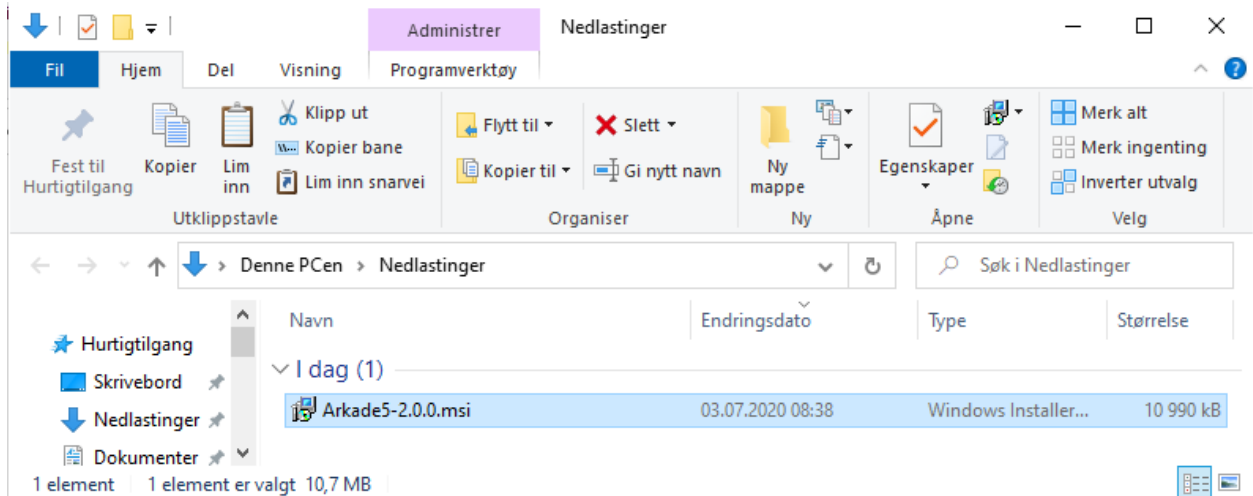 Administrer Nedlastinger
Fil Hjem Del Visning Programverktøy
Fest til Hurtigtilgang
Kopier
Lim inn
Klipp ut
Kopier bane
Lim inn snarvei
Utklippstavle
Flytt til
Kopier til
Slett
Gi nytt navn
Organiser
Ny mappe
Ny
Egenskaper
Åpne
Merk alt
Merk ingenting
Inverter utvalg
Velg
Denne PCen > Nedlastinger
Søk i Nedlastinger
Hurtigtilgang
Skrivebord
Nedlastinger
Dokumenter
Navn Endringsdato Type Størrelse
I dag (1)
Arkade5-2.0.0.msi 03.07.2020 08:38 Windows Installer... 10 990 kB
1 element 1 element er valgt 10,7 MB